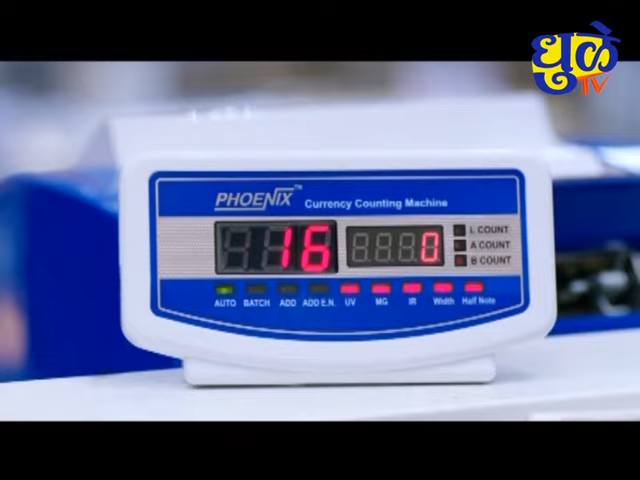 धुळे
TV
PHOENIX™ Currency Counting Machine
16 0
L COUNT
A COUNT
B COUNT
AUTO BATCH ADD ADD E.N. UV MG IR Width Half Note